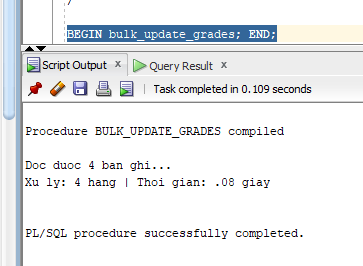 /
BEGIN bulk_update_grades; END;
Script Output x Query Result x
Task completed in 0.109 seconds
Procedure BULK_UPDATE_GRADES compiled
Doc duoc 4 ban ghi...
Xu ly: 4 hang | Thoi gian: .08 giay
PL/SQL procedure successfully completed.